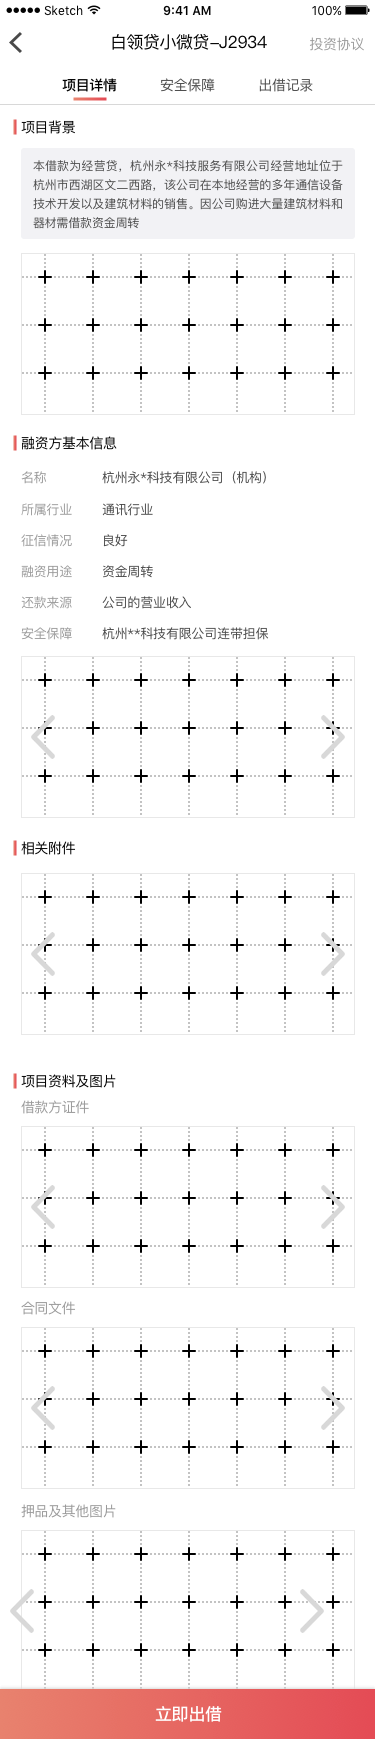 Sketch 9:41 AM 100%
白领贷小微贷-J2934 投资协议
项目详情 安全保障 出借记录
项目背景
本借款为经营贷，杭州永*科技服务有限公司经营地址位于
杭州市西湖区文二西路，该公司在本地经营的多年通信设备
技术开发以及建筑材料的销售。因公司购进大量建筑材料和
器材需借款资金周转
融资方基本信息
名称 杭州永*科技有限公司（机构）
所属行业 通讯行业
征信情况 良好
融资用途 资金周转
还款来源 公司的营业收入
安全保障 杭州**科技有限公司连带担保
相关附件
项目资料及图片
借款方证件
合同文件
押品及其他图片
立即出借